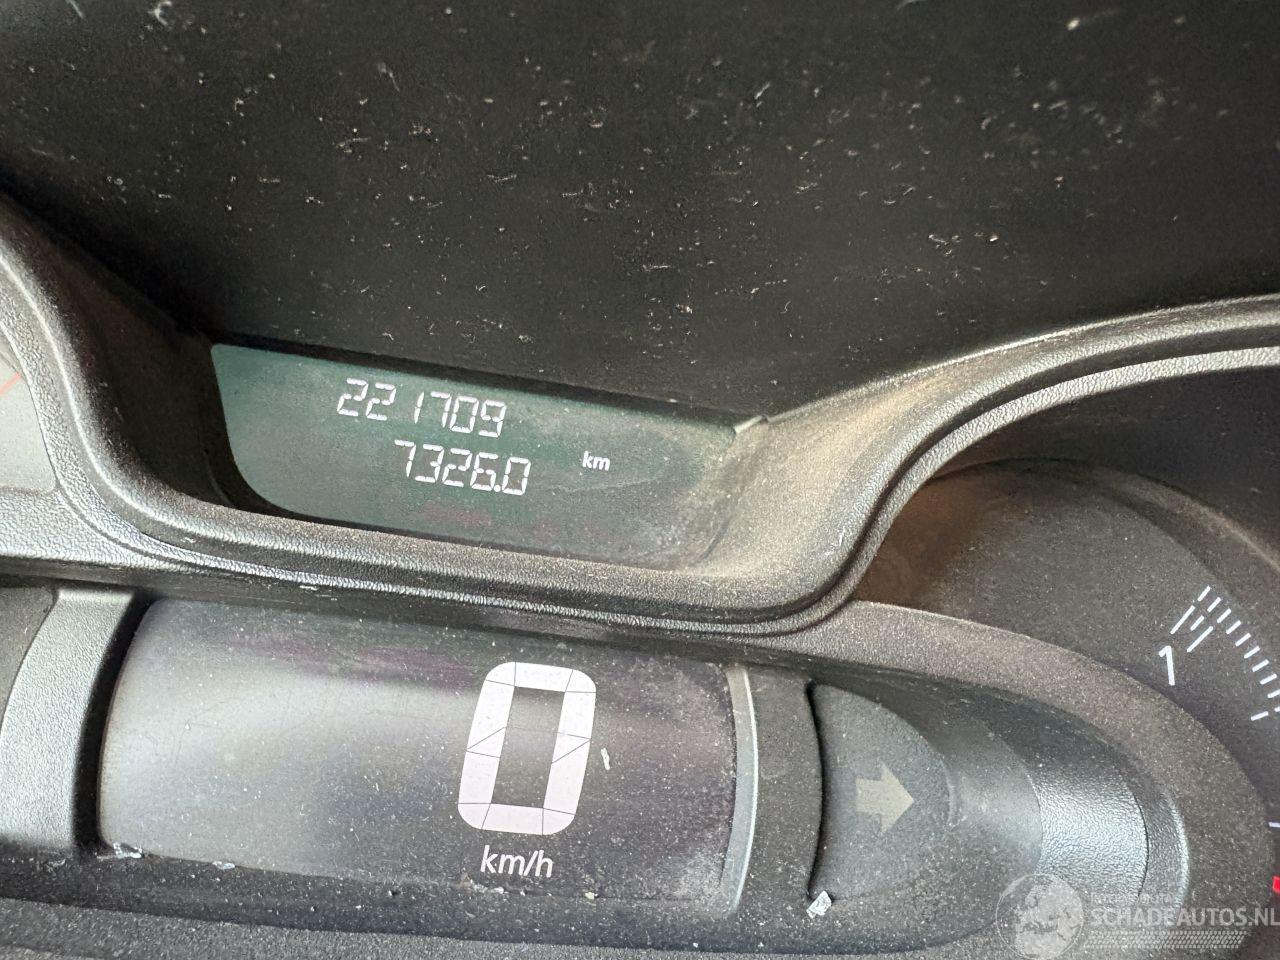 221709
7326.0 km
1
0
km/h
SCHADEAUTOS.NL